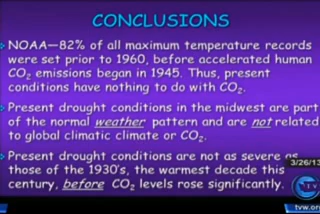 CONCLUSIONS
NOAA—82% of all maximum temperature records
were set prior to 1960, before accelerated human
CO2 emissions began in 1945. Thus, present
conditions have nothing to do with CO2.
Present drought conditions in the midwest are part
of the normal weather pattern and are not related
to global climatic climate or CO2.
Present drought conditions are not as severe as
those of the 1930's, the warmest decade this
century, before CO2 levels rose significantly.
3/26/13
tvw.org